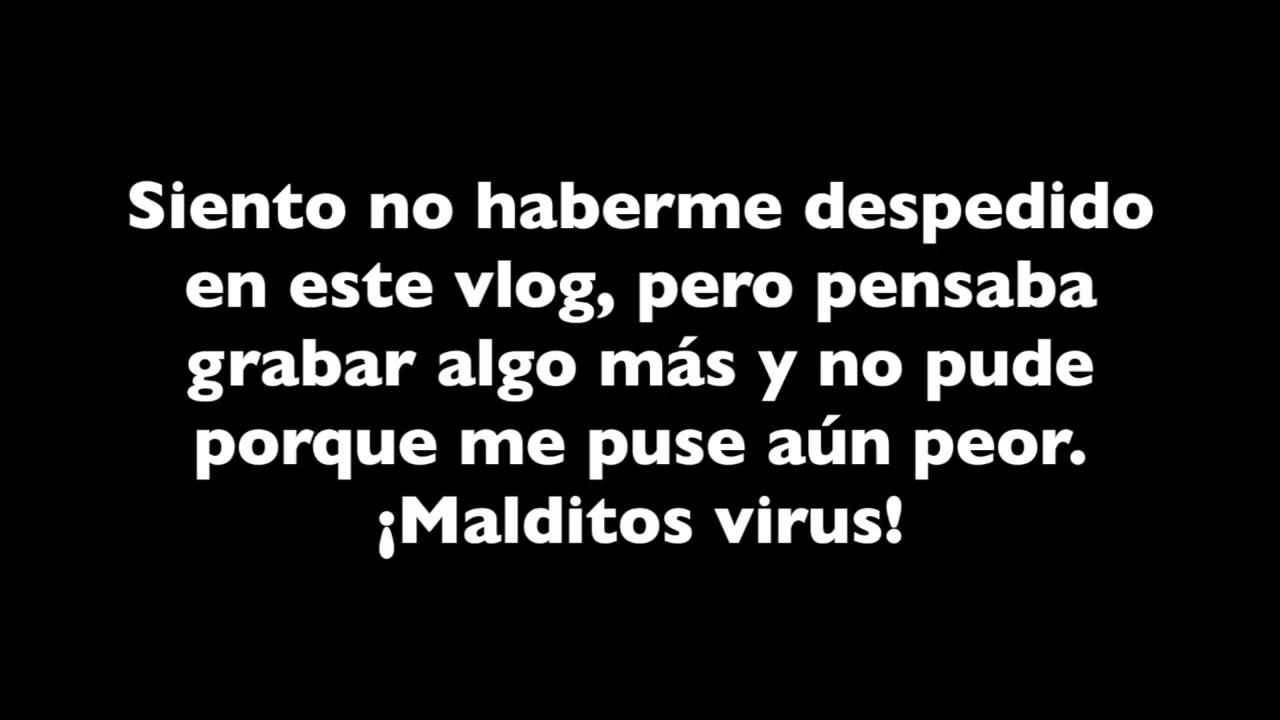 Siento no haberme despedido
en este vlog, pero pensaba
grabar algo más y no pude
porque me puse aún peor.
¡Malditos virus!